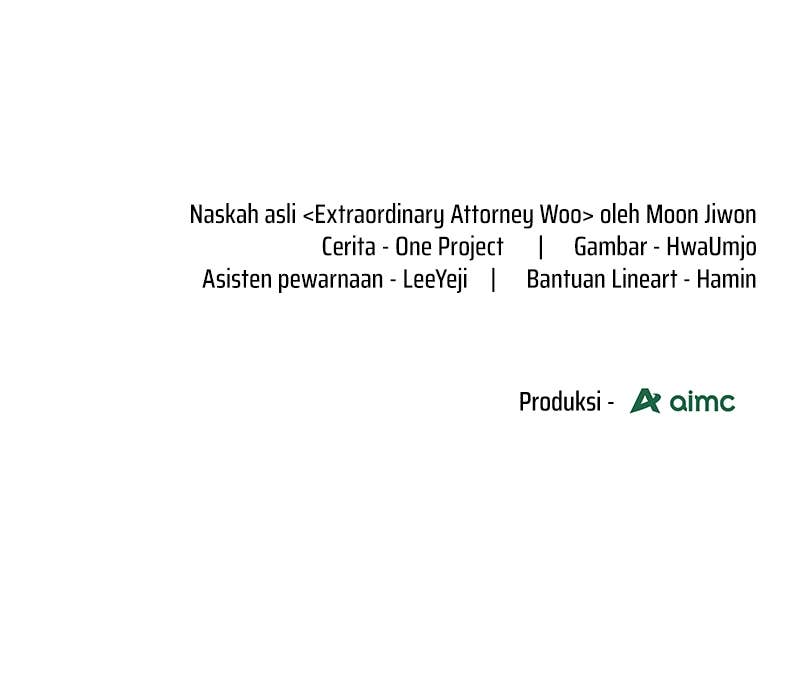 Naskah asli <Extraordinary Attorney Woo> oleh Moon Jiwon
Cerita - One Project | Gambar - HwaUmjo
Asisten pewarnaan - LeeYeji | Bantuan Lineart - Hamin
Produksi - aimc